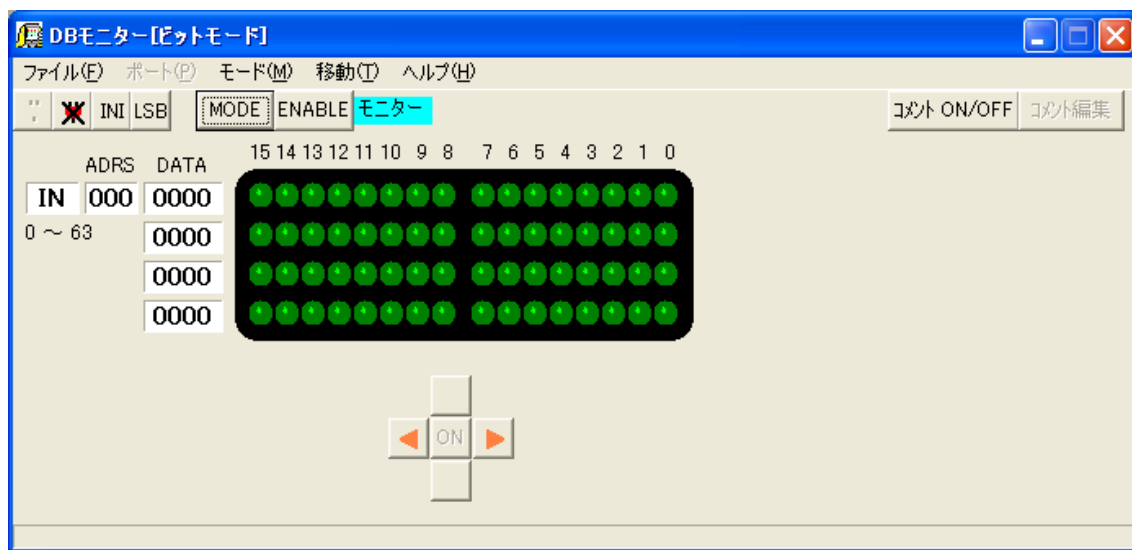 DBモニター[ビットモード]
ファイル(F) ポート(P) モード(M) 移動(T) ヘルプ(H)
INI LSB MODE ENABLE モニター コメント ON/OFF コメント編集
15 14 13 12 11 10 9 8 7 6 5 4 3 2 1 0
ADRS DATA
IN 000 0000
0 ～ 63 0000
0000
0000
ON